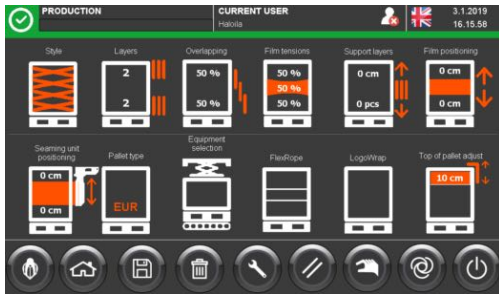 PRODUCTION
CURRENT USER
Haloila
3.1.2019
16.15.58
Style
Layers
Overlapping
Film tensions
Support layers
Film positioning
2
2
50 %
50 %
50 %
50 %
50 %
0 cm
0 pcs
0 cm
0 cm
Seaming unit
positioning
Pallet type
Equipment
selection
FlexRope
LogoWrap
Top of pallet adjust
0 cm
0 cm
EUR
10 cm